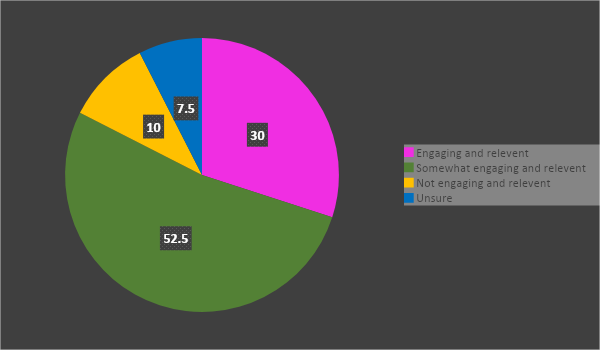 7.5
10
30
52.5
Engaging and relevent
Somewhat engaging and relevent
Not engaging and relevent
Unsure